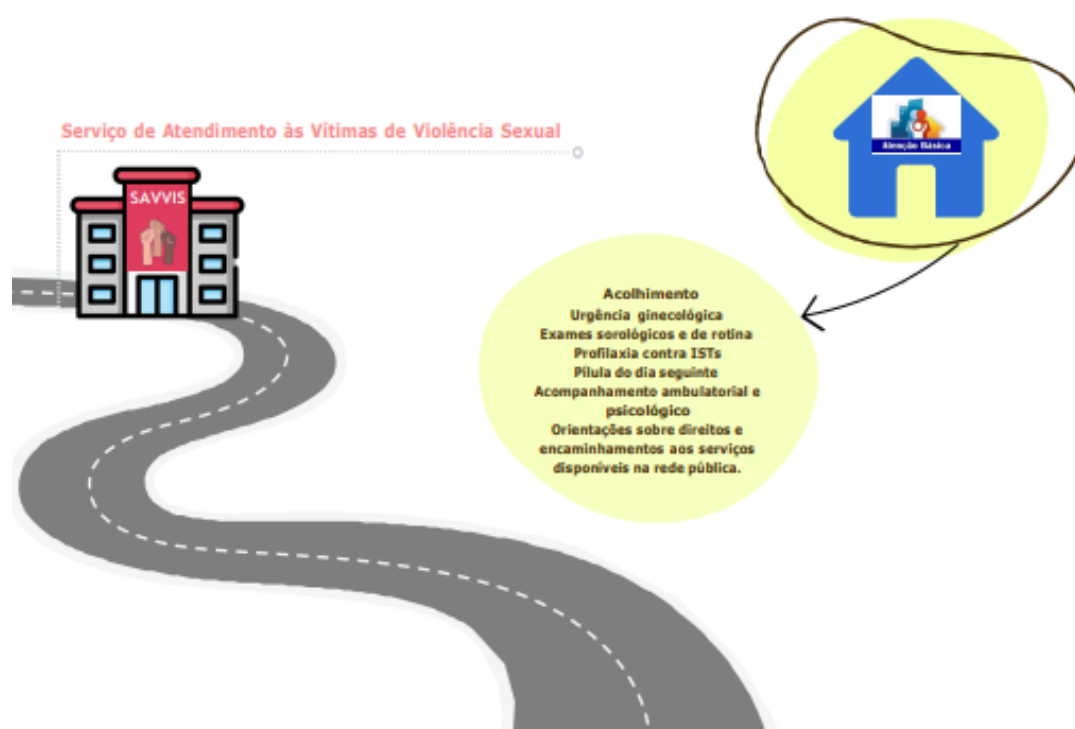 Serviço de Atendimento às Vítimas de Violência Sexual
SAVVIS
Atenção Básica
Acolhimento
Urgência ginecológica
Exames sorológicos e de rotina
Profilaxia contra ISTs
Pílula do dia seguinte
Acompanhamento ambulatorial e
psicológico
Orientações sobre direitos e
encaminhamentos aos serviços
disponíveis na rede pública.